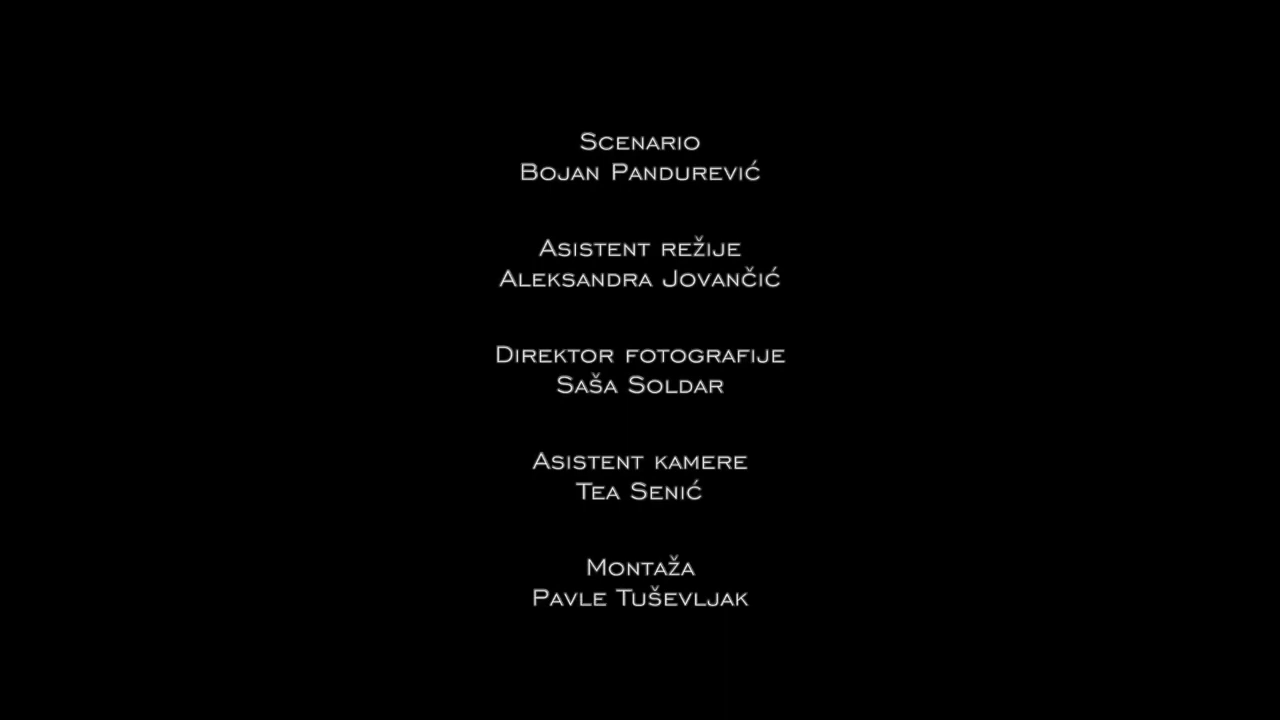 Scenario
Bojan Pandurević
Asistent režije
Aleksandra Jovančić
Direktor fotografije
Saša Soldar
Asistent kamere
Tea Senić
Montaža
Pavle Tuševljak